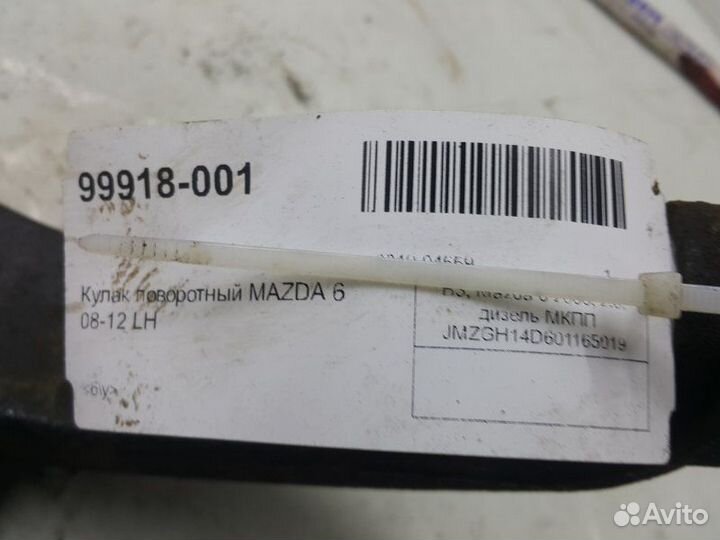 99918-001
Кулак поворотный MAZDA 6
08-12 LH
<б\у>
дизель МКПП
JMZGH14D601165019
Avito